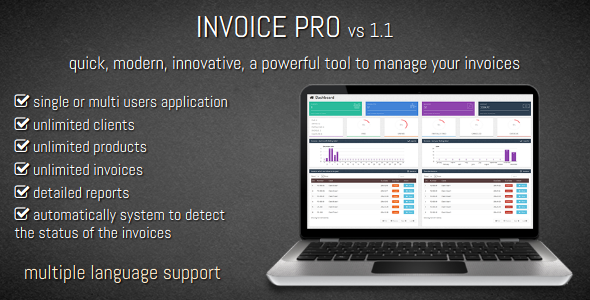 INVOICE PRO vs 1.1
quick, modern, innovative, a powerful tool to manage your invoices
single or multi users application
unlimited clients
unlimited products
unlimited invoices
detailed reports
automatically system to detect
the status of the invoices
multiple language support
Dashboard